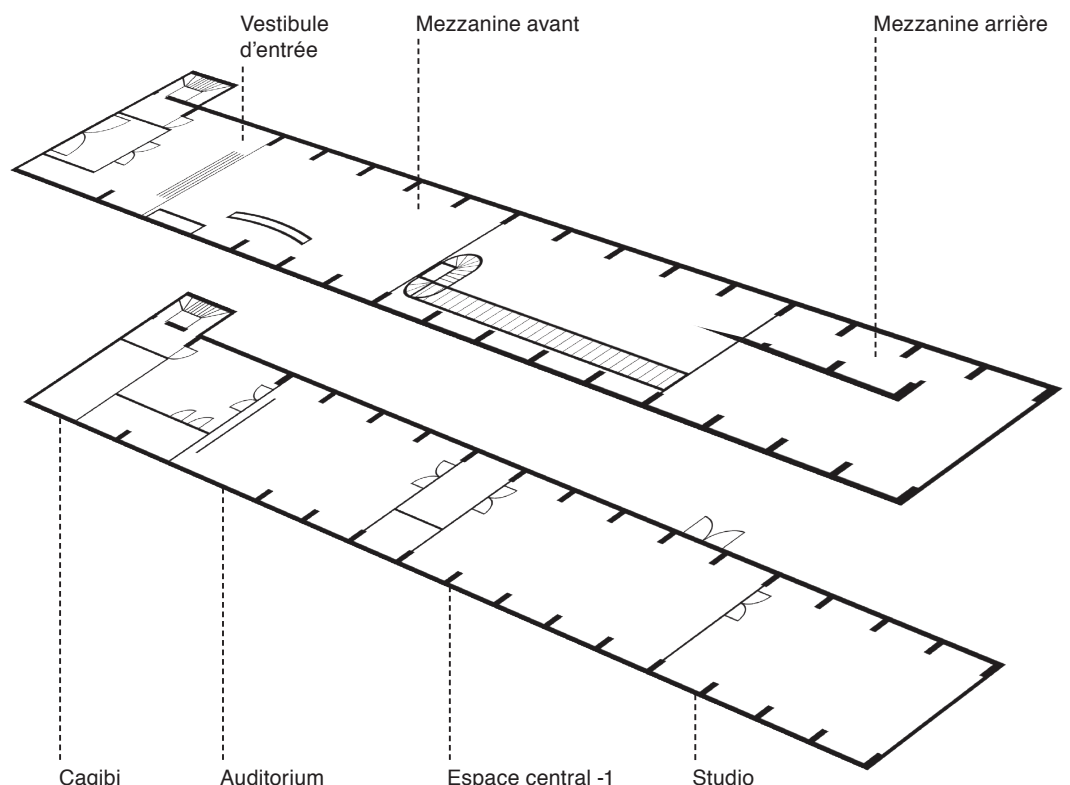 Vestibule
d'entrée
Mezzanine avant
Mezzanine arrière
Cagibi
Auditorium
Espace central -1
Studio